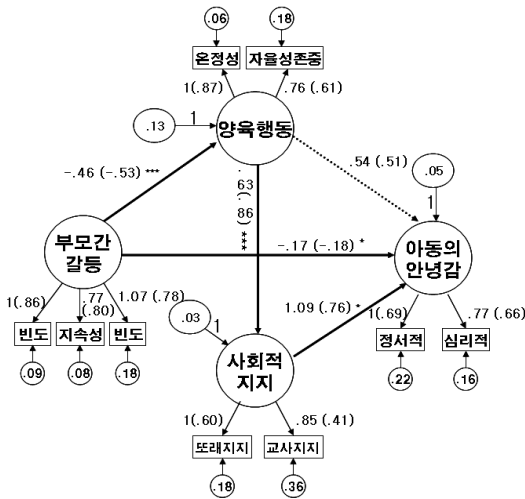 .06
.18
온정성
자율성존중
1(.87)
.76 (.61)
.13
1
양육행동
.54 (.51)
.05
1
-.46 (-.53) ***
.63
(.86) ***
부모간
갈등
-.17 (-.18) *
아동의
안녕감
1(.86)
.77
(.80)
1.07 (.78)
1.09 (.76) *
1(.69)
.77 (.66)
.03
1
빈도
지속성
빈도
사회적
지지
정서적
심리적
.09
.08
.18
.22
.16
1(.60)
.85 (.41)
또래지지
교사지지
.18
.36